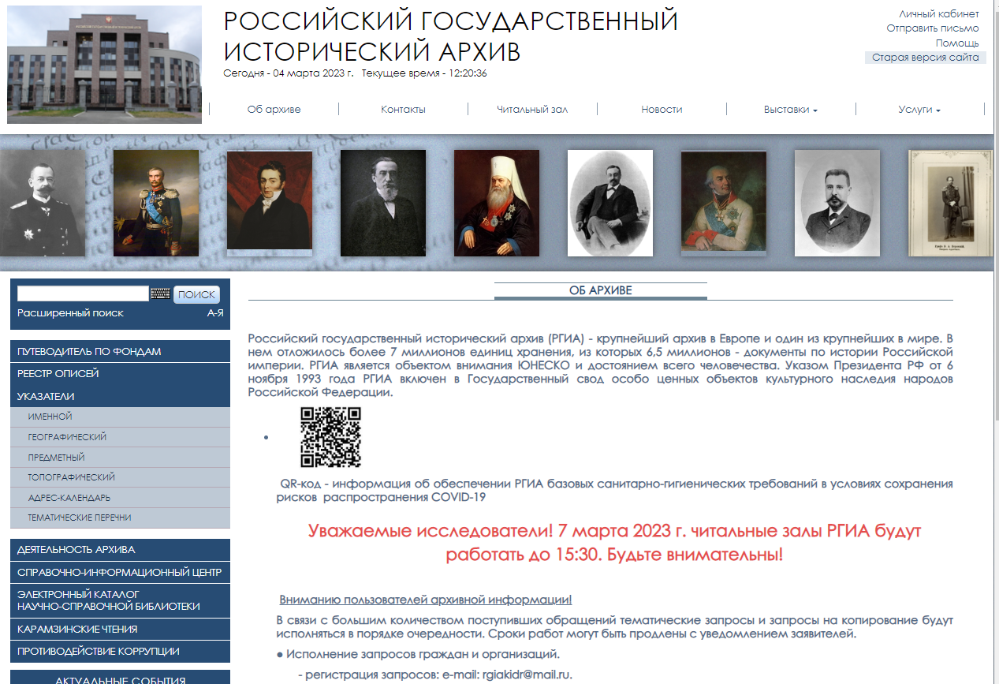 РОССИЙСКИЙ ГОСУДАРСТВЕННЫЙ
ИСТОРИЧЕСКИЙ АРХИВ
Сегодня - 04 марта 2023 г. Текущее время - 12:20:36
Личный кабинет
Отправить письмо
Помощь
Старая версия сайта
Об архиве
Контакты
Читальный зал
Новости
Выставки
Услуги
ПОИСК
Расширенный поиск
А-Я
ПУТЕВОДИТЕЛЬ ПО ФОНДАМ
РЕЕСТР ОПИСЕЙ
УКАЗАТЕЛИ
ИМЕННОЙ
ГЕОГРАФИЧЕСКИЙ
ПРЕДМЕТНЫЙ
ТОПОГРАФИЧЕСКИЙ
АДРЕС-КАЛЕНДАРЬ
ТЕМАТИЧЕСКИЕ ПЕРЕЧНИ
ДЕЯТЕЛЬНОСТЬ АРХИВА
СПРАВОЧНО-ИНФОРМАЦИОННЫЙ ЦЕНТР
ЭЛЕКТРОННЫЙ КАТАЛОГ
НАУЧНО-СПРАВОЧНОЙ БИБЛИОТЕКИ
КАРАМЗИНСКИЕ ЧТЕНИЯ
ПРОТИВОДЕЙСТВИЕ КОРРУПЦИИ
АКТУАЛЬНЫЕ СОБЫТИЯ
ОБ АРХИВЕ
Российский государственный исторический архив (РГИА) - крупнейший архив в Европе и один из крупнейших в мире. В
нем отложилось более 7 миллионов единиц хранения, из которых 6,5 миллионов - документы по истории Российской
империи. РГИА является объектом внимания ЮНЕСКО и достоянием всего человечества. Указом Президента РФ от 6
ноября 1993 года РГИА включен в Государственный свод особо ценных объектов культурного наследия народов
Российской Федерации.
QR-код - информация об обеспечении РГИА базовых санитарно-гигиенических требований в условиях сохранения
рисков распространения COVID-19
Уважаемые исследователи! 7 марта 2023 г. читальные залы РГИА будут
работать до 15:30. Будьте внимательны!
Вниманию пользователей архивной информации!
В связи с большим количеством поступивших обращений тематические запросы и запросы на копирование будут
исполняться в порядке очередности. Сроки работ могут быть продлены с уведомлением заявителей.
● Исполнение запросов граждан и организаций.
- регистрация запросов: e-mail: rgiakidr@mail.ru.